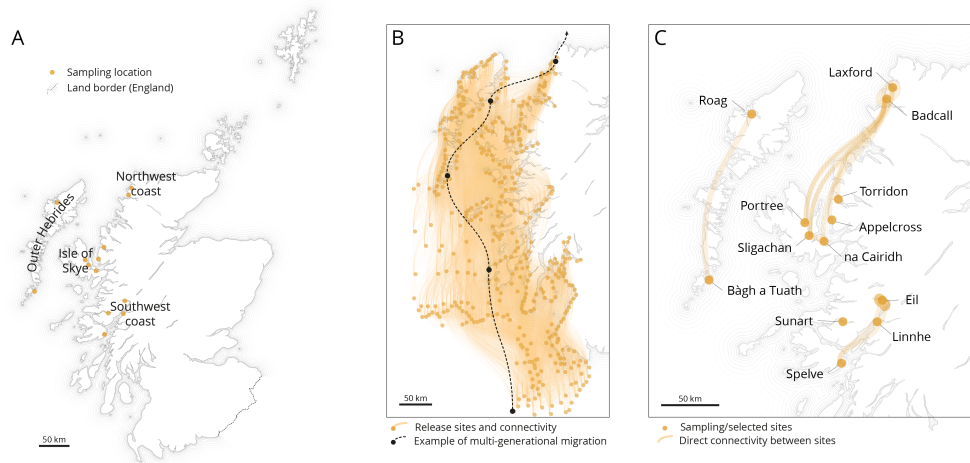 A
Sampling location
Land border (England)
Northwest
coast
Outer Hebrides
Isle of
Skye
Southwest
coast
50 km
B
50 km
Release sites and connectivity
Example of multi-generational migration
C
Laxford
Roag
Badcall
Torridon
Portree
Appelcross
Sligachan
na Cairidh
Bàgh a Tuath
Eil
Sunart
Linnhe
Spelve
50 km
Sampling/selected sites
Direct connectivity between sites